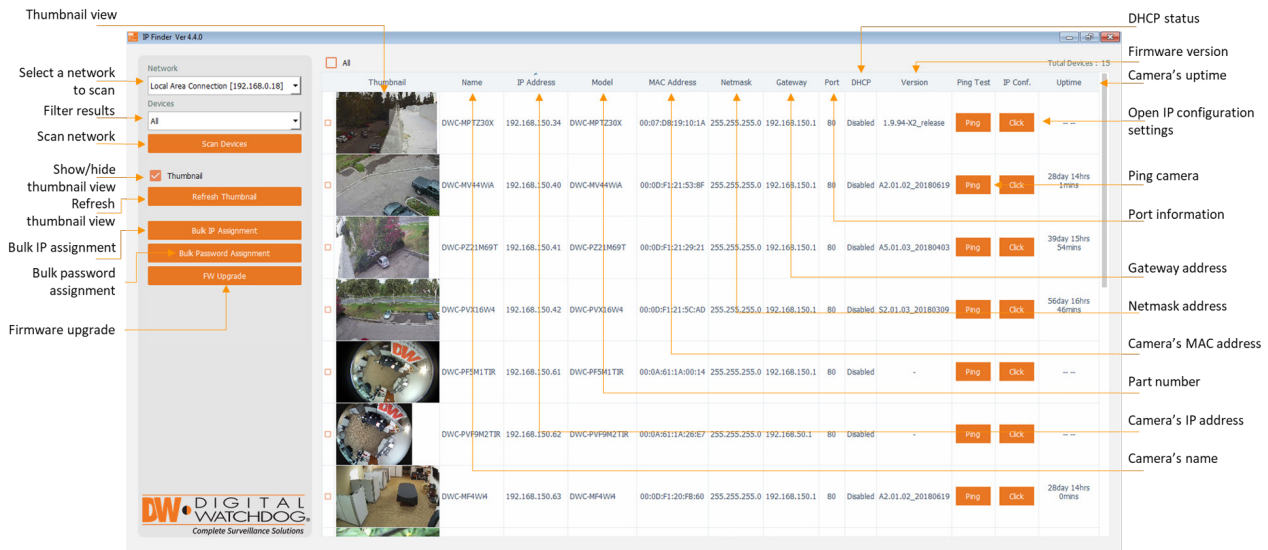 Thumbnail view
DHCP status
IP Finder Ver 4.4.0
Firmware version
Network
All
Total Devices : 15
Select a network
to scan
Local Area Connection [192.168.0.18]
Thumbnail Name IP Address Model MAC Address Netmask Gateway Port DHCP Version Ping Test IP Conf. Uptime
Camera's uptime
Devices
Filter results
All
Open IP configuration
settings
DWC-MPTZ30X 192.168.150.34 DWC-MPTZ30X 00:07:D8:19:10:1A 255.255.255.0 192.168.150.1 80 Disabled 1.9.94-X2_release Ping Click -- --
Scan network
Scan Devices
Show/hide
thumbnail view
Thumbnail
Ping camera
DWC-MV44WiA 192.168.150.40 DWC-MV44WiA 00:0D:F1:21:53:8F 255.255.255.0 192.168.150.1 80 Disabled A2.01.02_20180619 Ping Click 28day 14hrs
1mins
Refresh
thumbnail view
Refresh Thumbnail
Port information
Bulk IP Assignment
Bulk IP assignment
DWC-PZ21M69T 192.168.150.41 DWC-PZ21M69T 00:0D:F1:21:29:21 255.255.255.0 192.168.150.1 80 Disabled A5.01.03_20180403 Ping Click 39day 15hrs
54mins
Bulk Password Assignment
Bulk password
assignment
Gateway address
FW Upgrade
Netmask address
DWC-PVX16W4 192.168.150.42 DWC-PVX16W4 00:0D:F1:21:5C:AD 255.255.255.0 192.168.150.1 80 Disabled S2.01.03_20180309 Ping Click 56day 16hrs
46mins
Firmware upgrade
Camera's MAC address
DWC-PF5M1TIR 192.168.150.61 DWC-PF5M1TIR 00:0A:61:1A:00:14 255.255.255.0 192.168.150.1 80 Disabled - Ping Click -- --
Part number
Camera's IP address
DWC-PVF9M2TIR 192.168.150.62 DWC-PVF9M2TIR 00:0A:61:1A:26:E7 255.255.255.0 192.168.50.1 80 Disabled - Ping Click -- --
Camera's name
DWC-MF4Wi4 192.168.150.63 DWC-MF4Wi4 00:0D:F1:20:FB:60 255.255.255.0 192.168.150.1 80 Disabled A2.01.02_20180619 Ping Click 28day 14hrs
0mins
DW DIGITAL
WATCHDOG®
Complete Surveillance Solutions